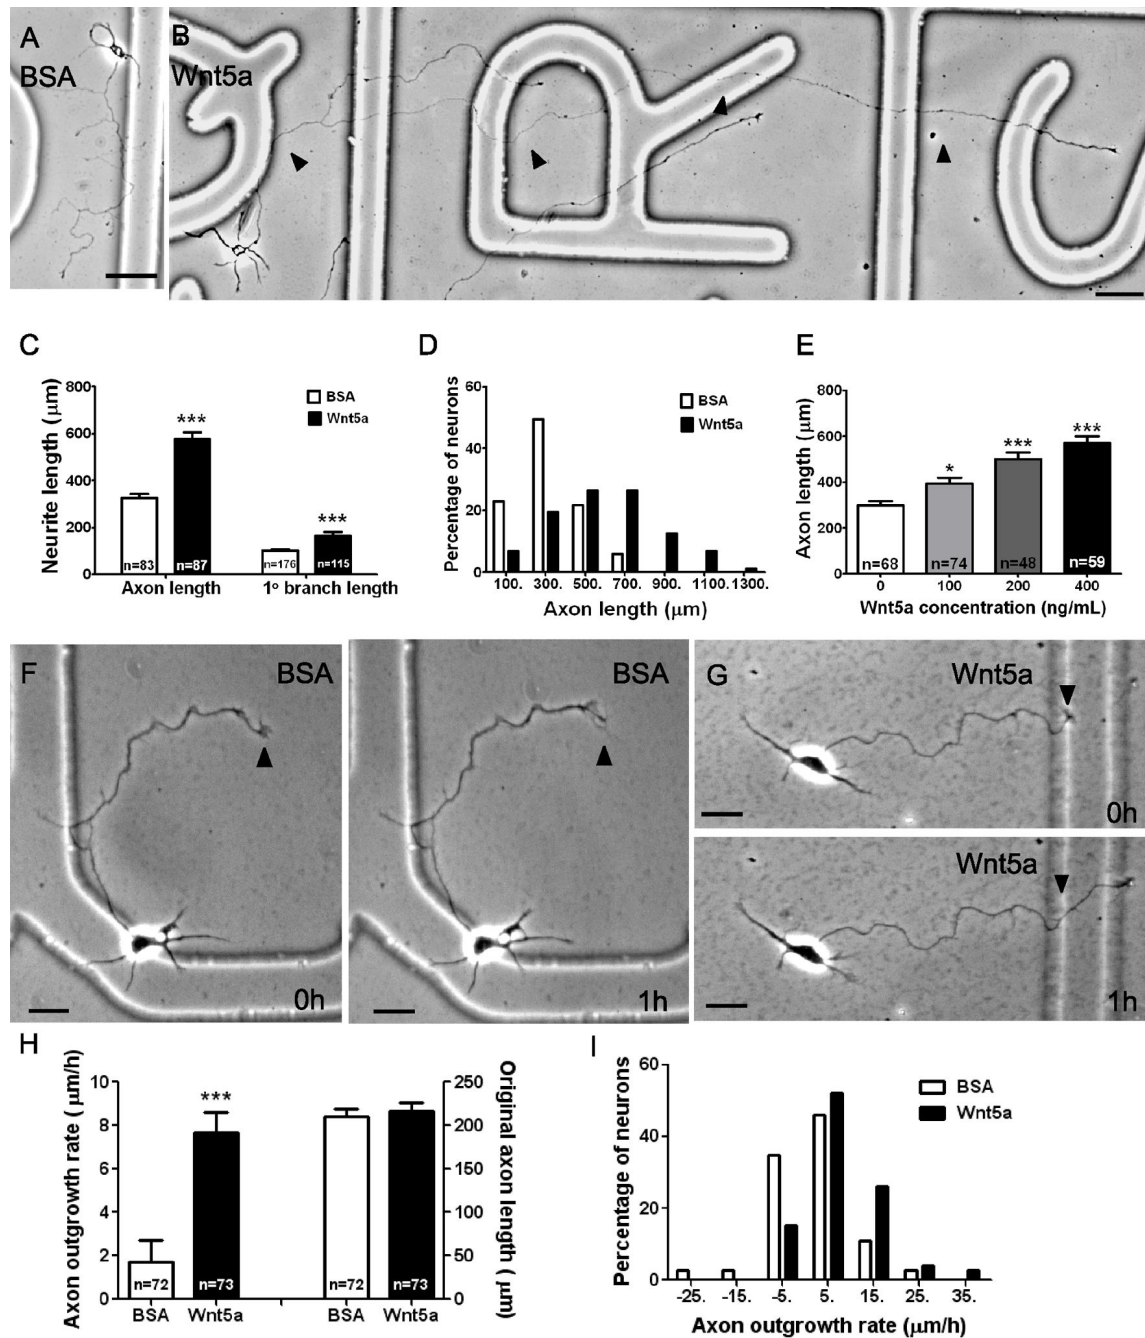 A
BSA
B
Wnt5a
C
Neurite length (μm)
800
600
400
200
0
BSA
Wnt5a
***
***
n=83
n=87
n=176
n=115
Axon length
1º branch length
D
Percentage of neurons
60
40
20
0
BSA
Wnt5a
100. 300. 500. 700. 900. 1100. 1300.
Axon length (μm)
E
Axon length (μm)
800
600
400
200
0
*
***
***
n=68
n=74
n=48
n=59
0 100 200 400
Wnt5a concentration (ng/mL)
F
BSA
0h
BSA
1h
G
Wnt5a
0h
Wnt5a
1h
H
Axon outgrowth rate ( μm/h)
10
8
6
4
2
0
***
n=72
n=73
n=72
n=73
BSA Wnt5a BSA Wnt5a
250
200
150
100
50
0
Original axon length ( μm)
I
Percentage of neurons
60
40
20
0
BSA
Wnt5a
-25. -15. -5. 5. 15. 25. 35.
Axon outgrowth rate (μm/h)